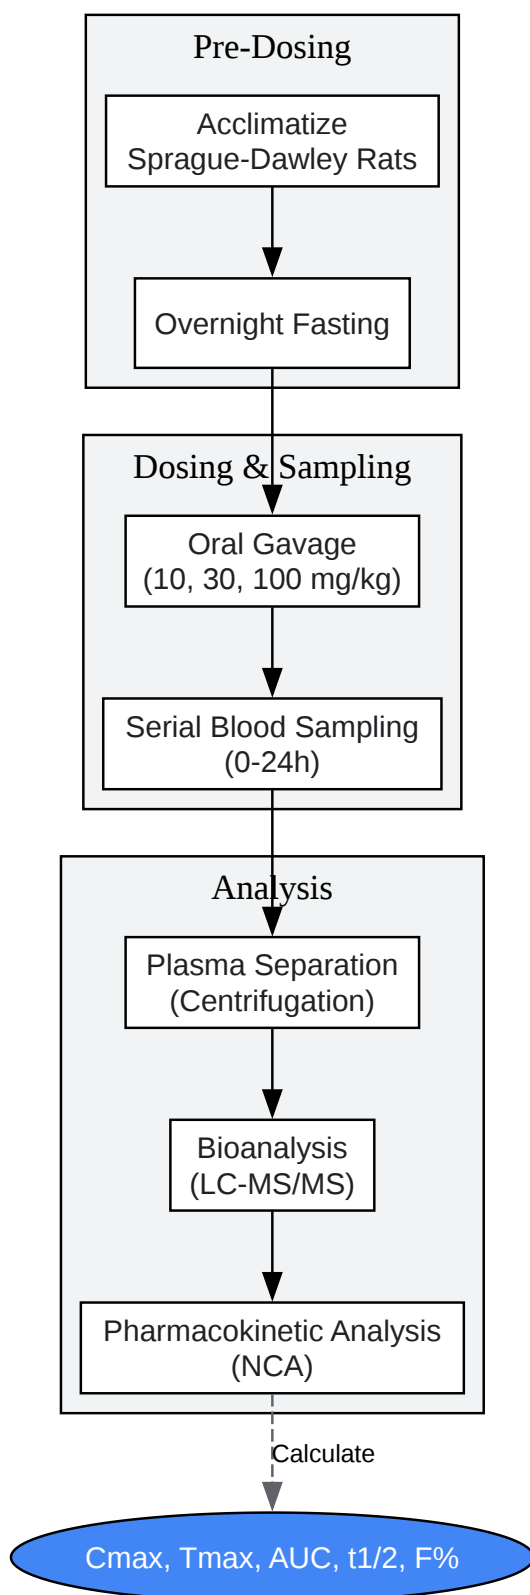 Pre-Dosing
Acclimatize
Sprague-Dawley Rats
Overnight Fasting
Dosing & Sampling
Oral Gavage
(10, 30, 100 mg/kg)
Serial Blood Sampling
(0-24h)
Analysis
Plasma Separation
(Centrifugation)
Bioanalysis
(LC-MS/MS)
Pharmacokinetic Analysis
(NCA)
Calculate
Cmax, Tmax, AUC, t1/2, F%